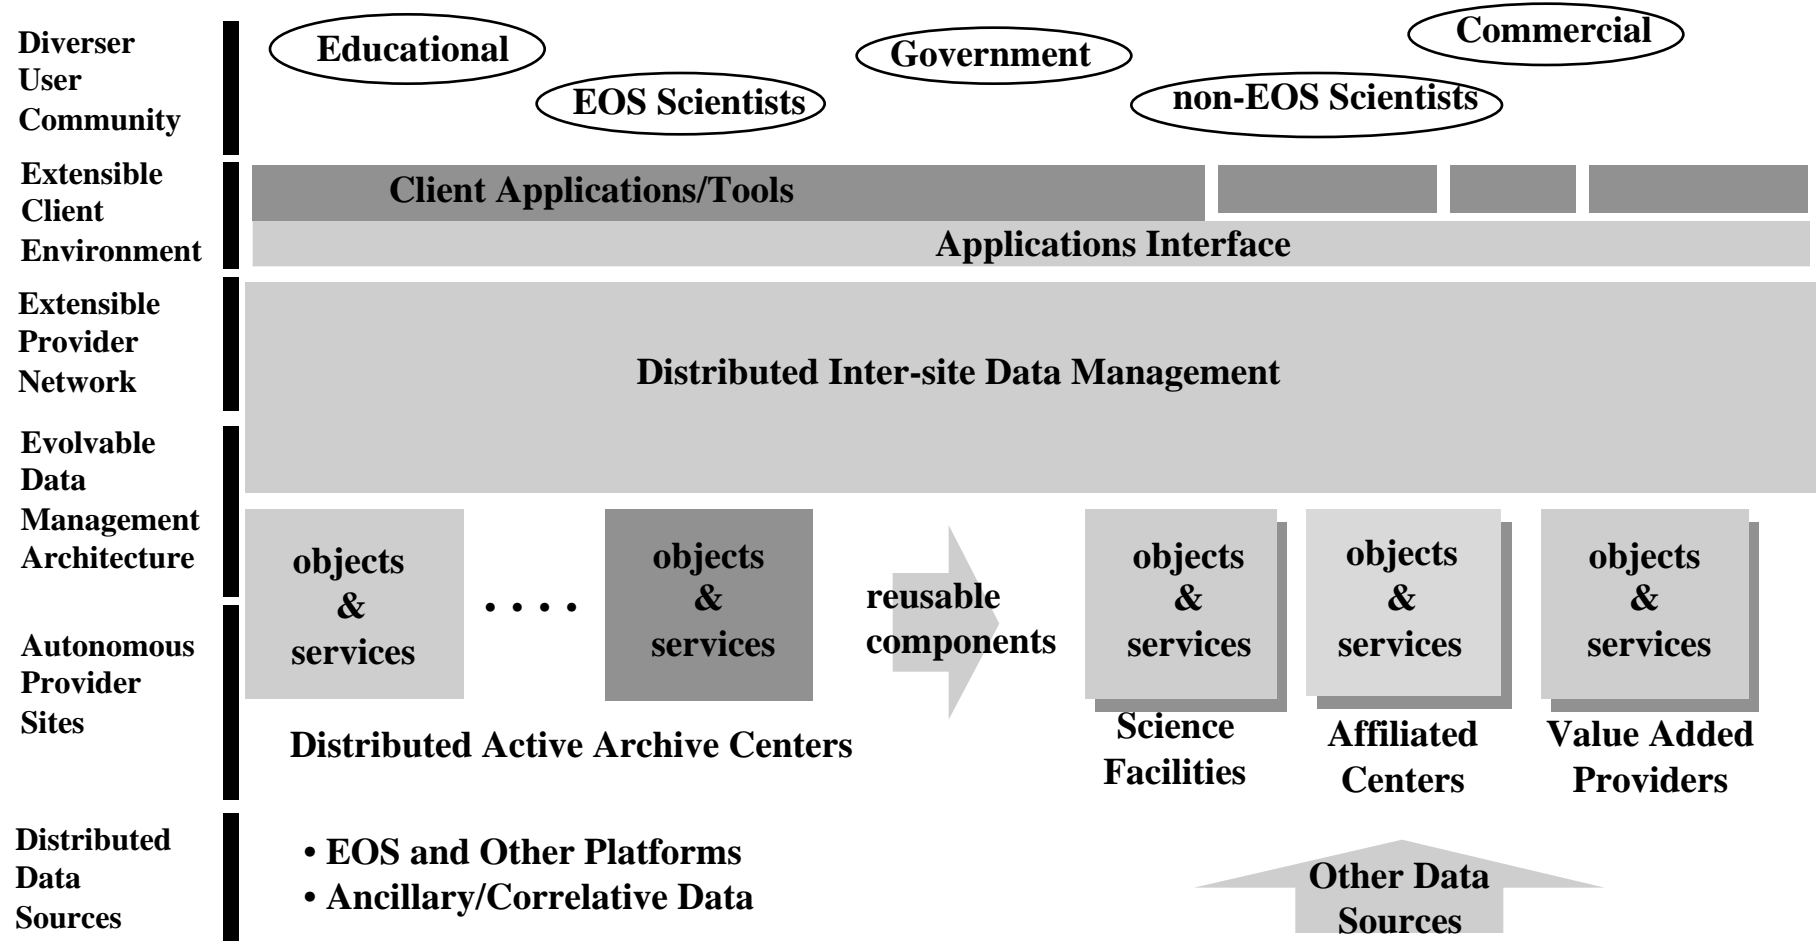 Diverser
User
Community
Educational
EOS Scientists
Government
non-EOS Scientists
Commercial
Extensible
Client
Environment
Client Applications/Tools
Applications Interface
Extensible
Provider
Network
Distributed Inter-site Data Management
Evolvable
Data
Management
Architecture
Autonomous
Provider
Sites
objects
&
services
. . . .
objects
&
services
Distributed Active Archive Centers
reusable
components
objects
&
services
Science
Facilities
objects
&
services
Affiliated
Centers
objects
&
services
Value Added
Providers
Distributed
Data
Sources
• EOS and Other Platforms
• Ancillary/Correlative Data
Other Data
Sources